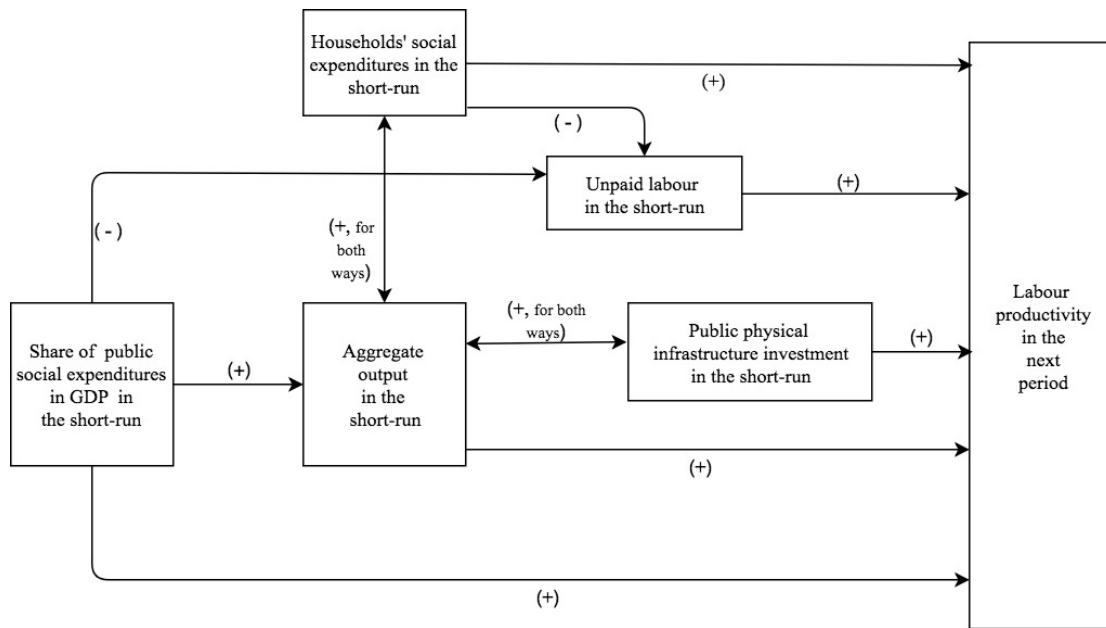 Households' social
expenditures in the
short-run
(+)
(-)
Unpaid labour
in the short-run
(+)
(-)
(+, for
both
ways)
Share of public
social expenditures
in GDP in
the short-run
(+)
Aggregate
output
in the
short-run
(+, for both
ways)
Public physical
infrastructure investment
in the short-run
(+)
(+)
(+)
Labour
productivity
in the
next
period